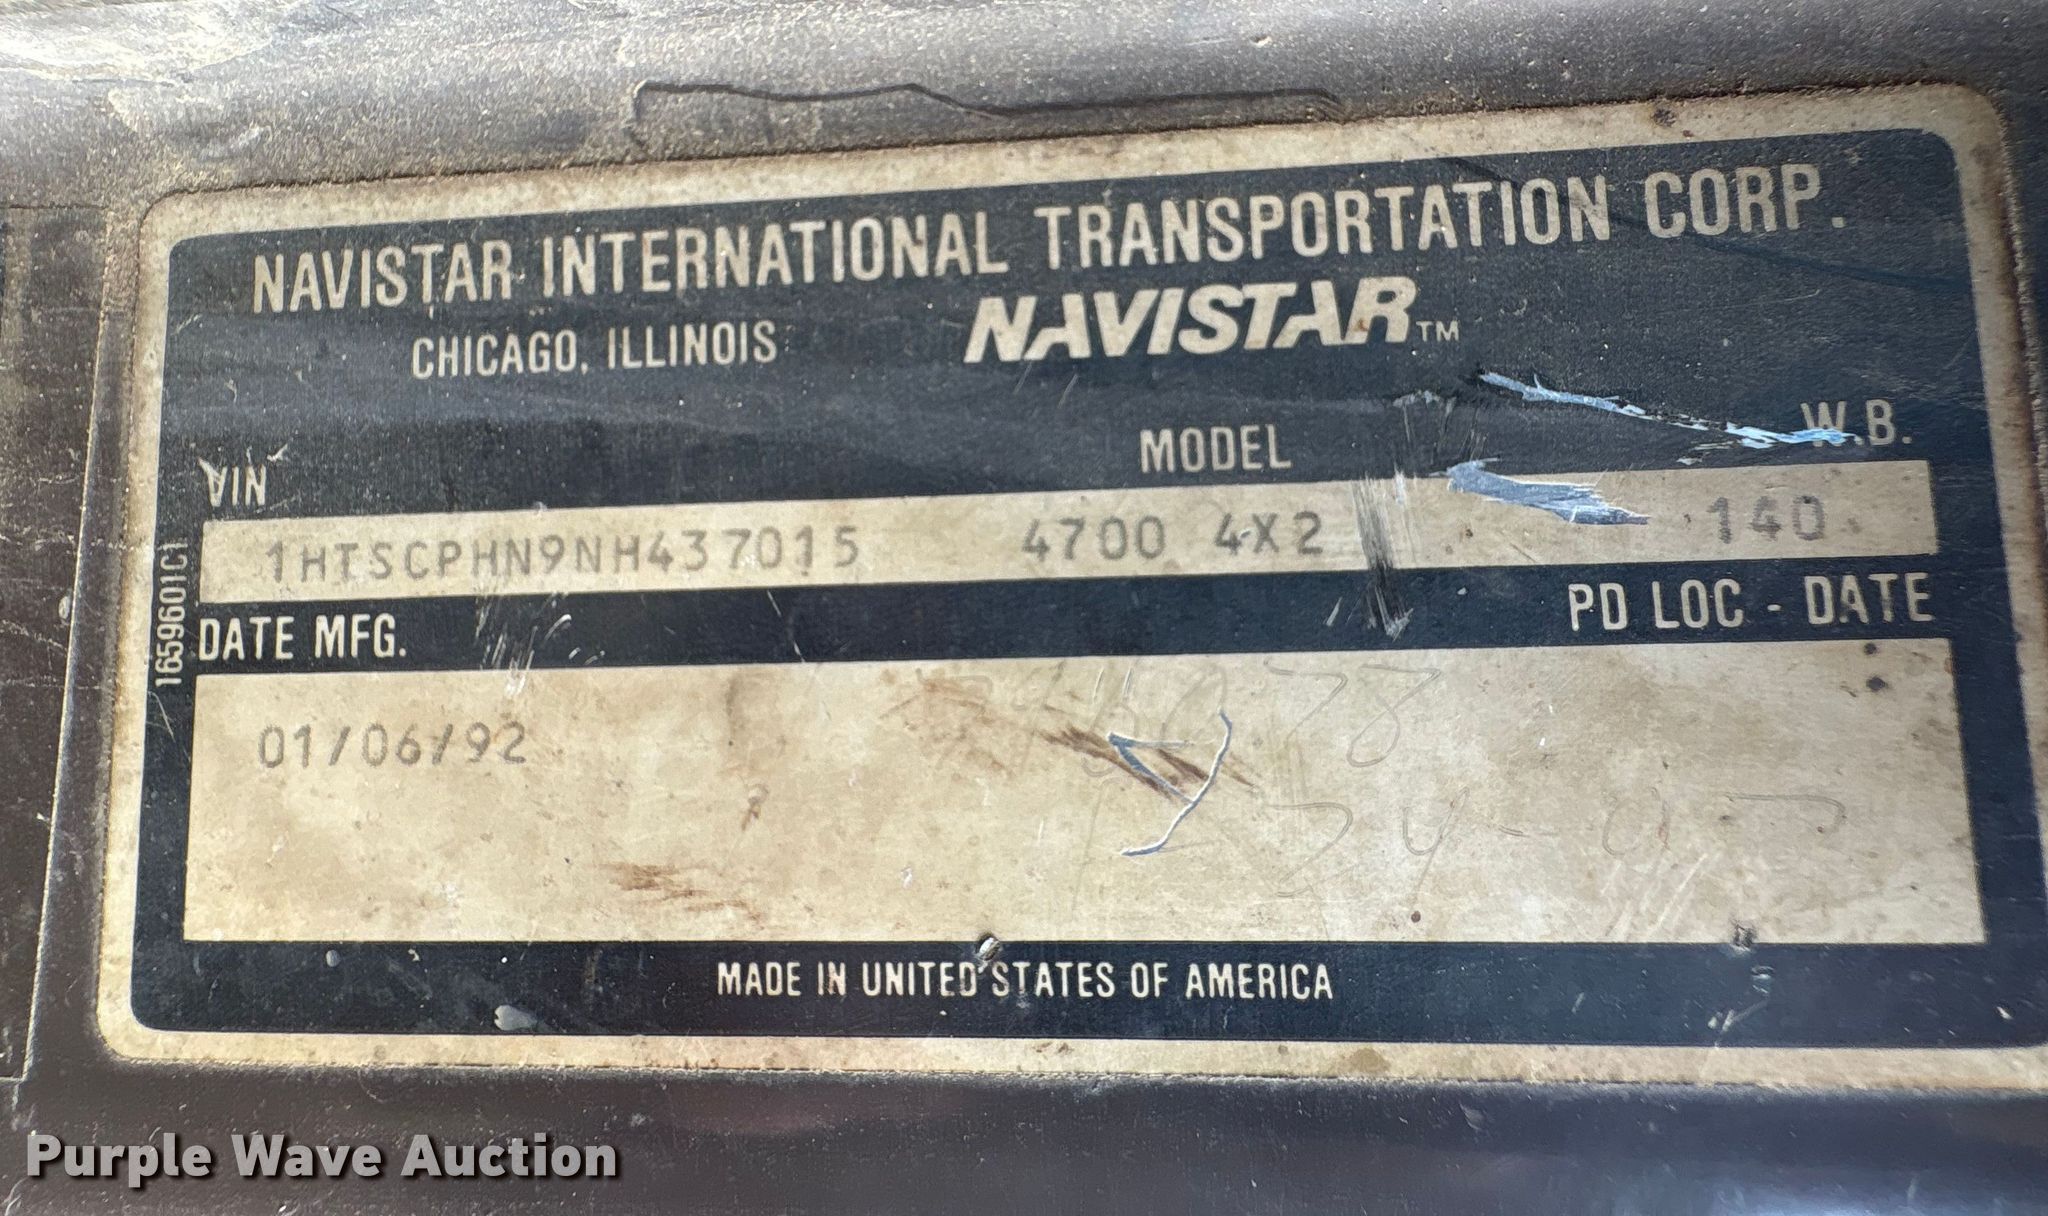 NAVISTAR INTERNATIONAL TRANSPORTATION CORP.
CHICAGO, ILLINOIS NAVISTAR™
VIN MODEL W.B.
1HTSCPHN9NH437015 4700 4X2 140
DATE MFG. PD LOC - DATE
01/06/92
MADE IN UNITED STATES OF AMERICA
1659601C1
Purple Wave Auction